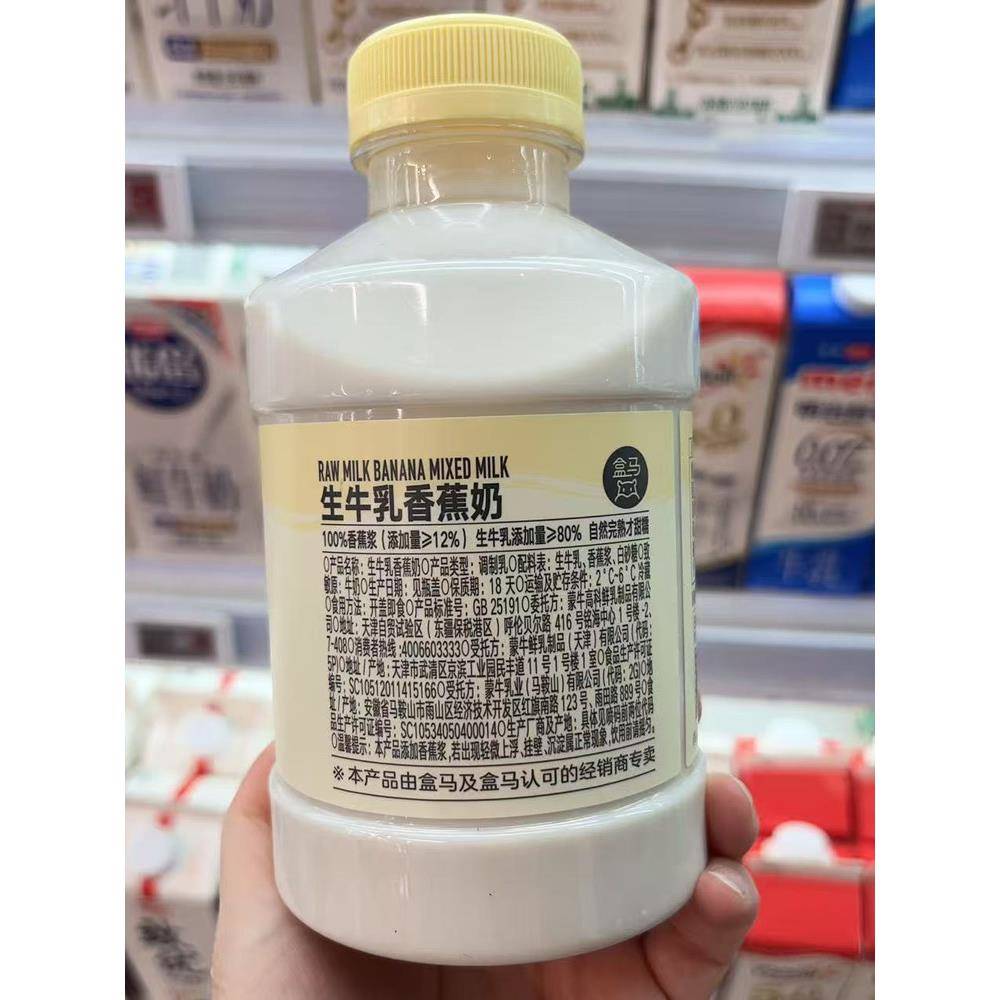 RAW MILK BANANA MIXED MILK
盒马
生牛乳香蕉奶
100%香蕉浆（添加量≥12%） 生牛乳添加量≥80% 自然完熟才甜糯
○产品名称：生牛乳香蕉奶○产品类型：调制乳○配料表：生牛乳、香蕉浆、白砂糖○致
敏原：牛奶○生产日期：见瓶盖○保质期：18 天○运输及贮存条件：2°C-6°C 冷藏
○食用方法：开盖即食○产品标准号：GB 25191○委托方：蒙牛高科鲜乳制品有限公
司○地址：天津自贸试验区（东疆保税港区）呼伦贝尔路 416 号铭海中心 1 号楼 -2、
7-408○消费者热线：4006603333○受托方：蒙牛鲜乳制品（天津）有限公司（代码：
5P)○地址 / 产地：天津市武清区京滨工业园民丰道 11 号 1 号楼 1 室○食品生产许可证
编号：SC10512011415166○受托方：蒙牛乳业（马鞍山）有限公司（代码：2G)○地
址 / 产地：安徽省马鞍山市雨山区经济技术开发区红旗南路 123 号、雨田路 889 号○食
品生产许可证编号：SC10534050400014○生产厂商及产地：具体见喷码前两位代码
○温馨提示：本产品添加香蕉浆，若出现轻微上浮、挂壁、沉淀属正常现象，饮用前请摇匀。
※本产品由盒马及盒马认可的经销商专卖